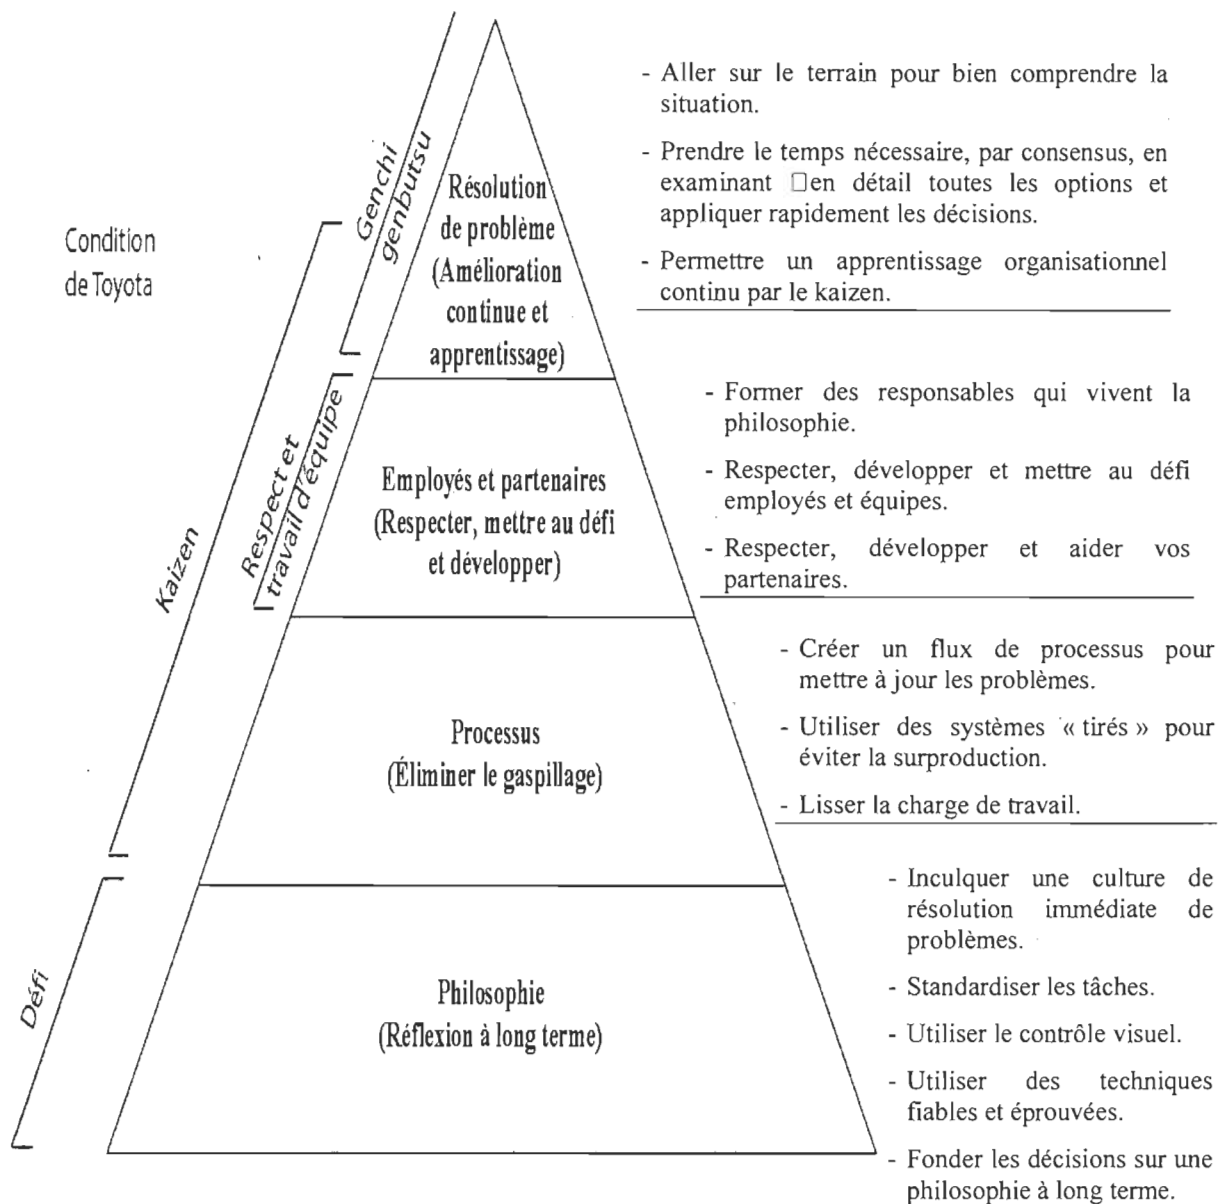 - Aller sur le terrain pour bien comprendre la
situation.
- Prendre le temps nécessaire, par consensus, en
examinant □en détail toutes les options et
appliquer rapidement les décisions.
- Permettre un apprentissage organisationnel
continu par le kaizen.
Condition
de Toyota
Genchi
genbutsu
Résolution
de problème
(Amélioration
continue et
apprentissage)
Kaizen
Respect et
travail d'équipe
Employés et partenaires
(Respecter, mettre au défi
et développer)
- Former des responsables qui vivent la
philosophie.
- Respecter, développer et mettre au défi
employés et équipes.
- Respecter, développer et aider vos
partenaires.
Processus
(Éliminer le gaspillage)
- Créer un flux de processus pour
mettre à jour les problèmes.
- Utiliser des systèmes « tirés » pour
éviter la surproduction.
- Lisser la charge de travail.
Défi
Philosophie
(Réflexion à long terme)
- Inculquer une culture de
résolution immédiate de
problèmes.
- Standardiser les tâches.
- Utiliser le contrôle visuel.
- Utiliser des techniques
fiables et éprouvées.
- Fonder les décisions sur une
philosophie à long terme.